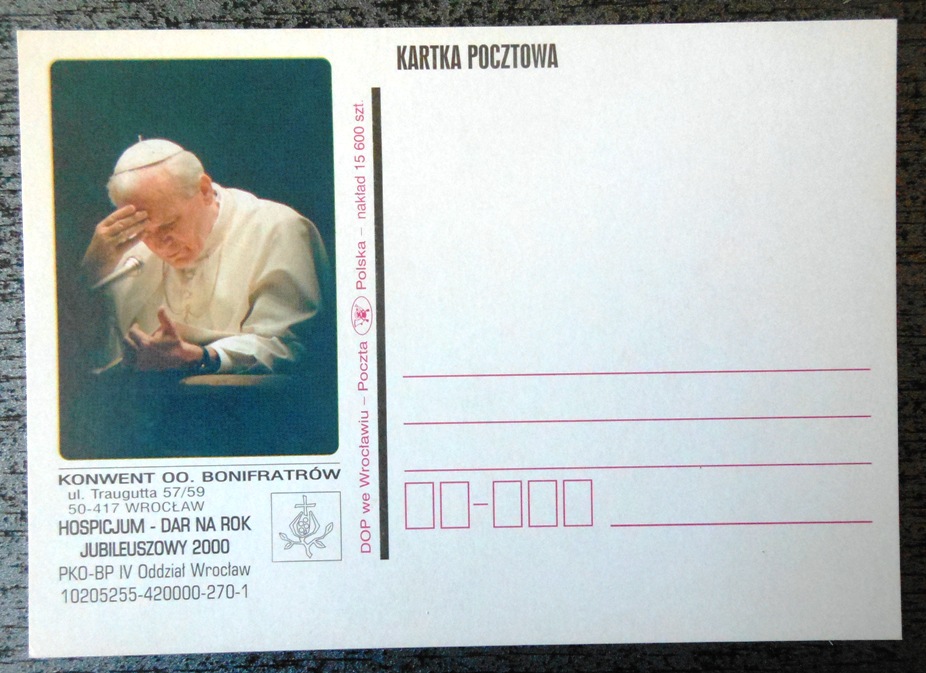 KARTKA POCZTOWA
DOP we Wrocławiu – Poczta Polska – nakład 15 600 szt.
KONWENT OO. BONIFRATRÓW
ul. Traugutta 57/59
50-417 WROCŁAW
HOSPICJUM - DAR NA ROK
JUBILEUSZOWY 2000
PKO-BP IV Oddział Wrocław
10205255-420000-270-1